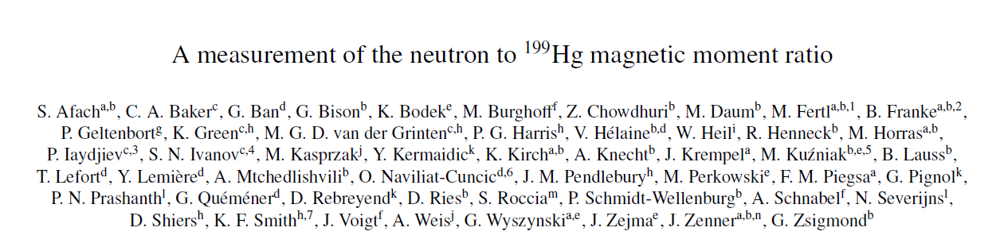 A measurement of the neutron to ¹⁹⁹Hg magnetic moment ratio
S. Afachᵃ,ᵇ, C. A. Bakerᶜ, G. Banᵈ, G. Bisonᵇ, K. Bodekᵉ, M. Burghoffᶠ, Z. Chowdhuriᵇ, M. Daumᵇ, M. Fertlᵃ,ᵇ,¹, B. Frankeᵃ,ᵇ,²,
P. Geltenbortᵍ, K. Greenᶜ,ʰ, M. G. D. van der Grintenᶜ,ʰ, P. G. Harrisʰ, V. Hélaineᵇ,ᵈ, W. Heilⁱ, R. Henneckᵇ, M. Horrasᵃ,ᵇ,
P. Iaydjievᶜ,³, S. N. Ivanovᶜ,⁴, M. Kasprzakʲ, Y. Kermaidicᵏ, K. Kirchᵃ,ᵇ, A. Knechtᵇ, J. Krempelᵃ, M. Kuźniakᵇ,ᵉ,⁵, B. Laussᵇ,
T. Lefortᵈ, Y. Lemièreᵈ, A. Mtchedlishviliᵇ, O. Naviliat-Cuncicᵈ,⁶, J. M. Pendleburyʰ, M. Perkowskiᵉ, F. M. Piegsaᵃ, G. Pignolᵏ,
P. N. Prashanthˡ, G. Quéménerᵈ, D. Rebreyendᵏ, D. Riesᵇ, S. Rocciaᵐ, P. Schmidt-Wellenburgᵇ, A. Schnabelᶠ, N. Severijnsˡ,
D. Shiersʰ, K. F. Smithʰ,⁷, J. Voigtᶠ, A. Weisʲ, G. Wyszynskiᵃ,ᵉ, J. Zejmaᵉ, J. Zennerᵃ,ᵇ,ⁿ, G. Zsigmondᵇ